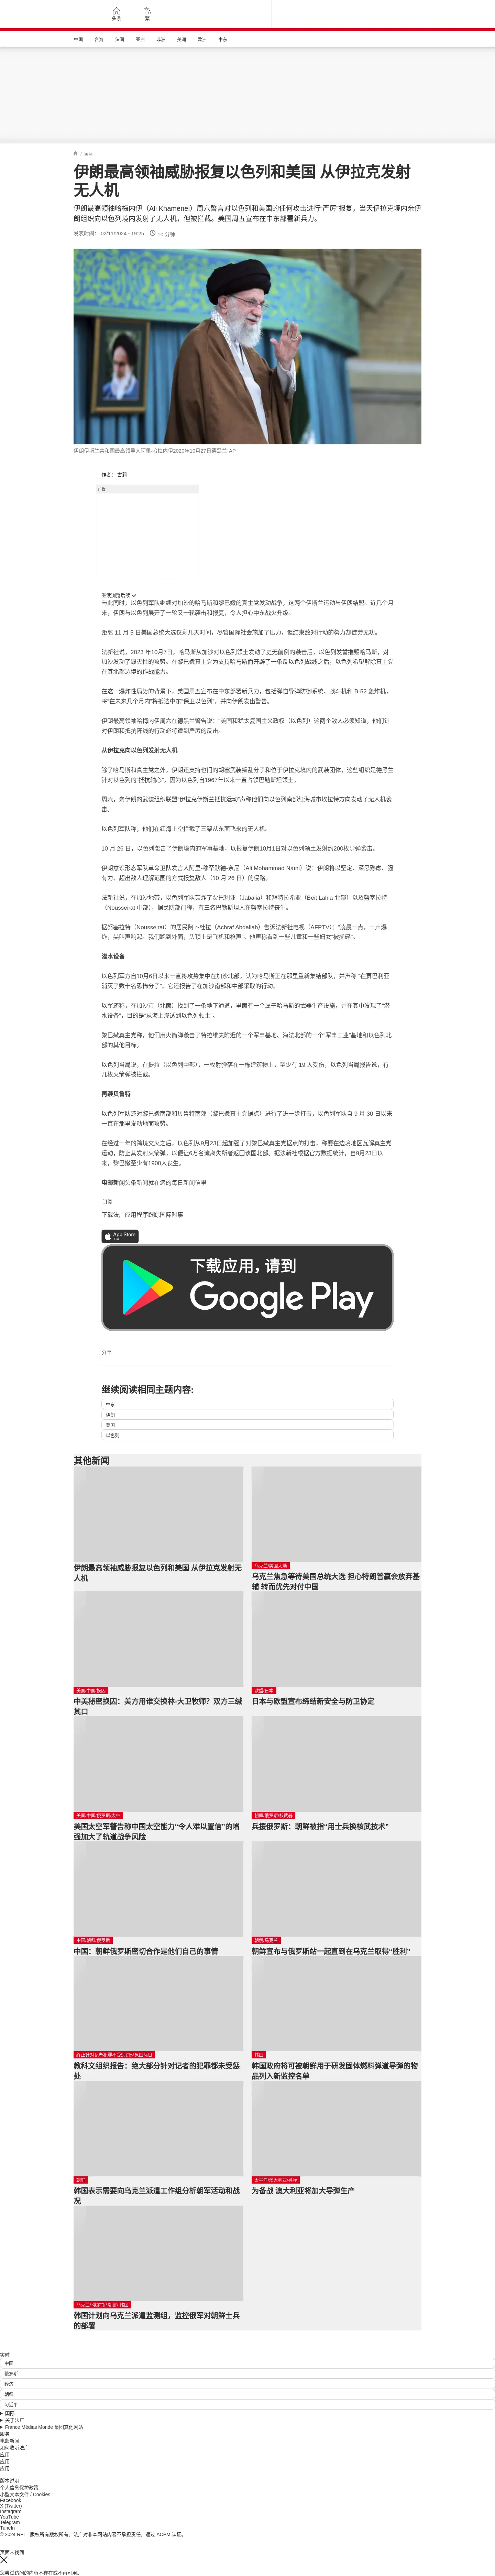 头条
繁
中国
台海
法国
亚洲
非洲
美洲
欧洲
中东
/ 国际
伊朗最高领袖威胁报复以色列和美国 从伊拉克发射
无人机
伊朗最高领袖哈梅内伊（Ali Khamenei）周六誓言对以色列和美国的任何攻击进行“严厉”报复，当天伊拉克境内亲伊
朗组织向以色列境内发射了无人机，但被拦截。美国周五宣布在中东部署新兵力。
发表时间： 02/11/2024 - 19:25
10 分钟
伊朗伊斯兰共和国最高领导人阿里·哈梅内伊2020年10月27日德黑兰 AP
作者： 古莉
广告
继续浏览后续
与此同时，以色列军队继续对加沙的哈马斯和黎巴嫩的真主党发动战争，这两个伊斯兰运动与伊朗结盟。近几个月
来，伊朗与以色列展开了一轮又一轮袭击和报复，令人担心中东战火升级。
距离 11 月 5 日美国总统大选仅剩几天时间，尽管国际社会施加了压力，但结束敌对行动的努力却徒劳无功。
法新社说，2023 年10月7日，哈马斯从加沙对以色列领土发动了史无前例的袭击后，以色列发誓摧毁哈马斯，对
加沙发动了毁灭性的攻势。在黎巴嫩真主党为支持哈马斯而开辟了一条反以色列战线之后，以色列希望解除真主党
在其北部边境的作战能力。
在这一爆炸性局势的背景下，美国周五宣布在中东部署新兵力，包括弹道导弹防御系统、战斗机和 B-52 轰炸机，
将“在未来几个月内”将抵达中东“保卫以色列”，并向伊朗发出警告。
伊朗最高领袖哈梅内伊周六在德黑兰警告说：“美国和犹太复国主义政权（以色列）这两个敌人必须知道，他们针
对伊朗和抵抗阵线的行动必将遭到严厉的反击。
从伊拉克向以色列发射无人机
除了哈马斯和真主党之外，伊朗还支持也门的胡塞武装叛乱分子和位于伊拉克境内的武装团体，这些组织是德黑兰
针对以色列的“抵抗轴心”，因为以色列自1967年以来一直占领巴勒斯坦领土。
周六，亲伊朗的武装组织联盟“伊拉克伊斯兰抵抗运动”声称他们向以色列南部红海城市埃拉特方向发动了无人机袭
击。
以色列军队称，他们在红海上空拦截了三架从东面飞来的无人机。
10 月 26 日，以色列袭击了伊朗境内的军事基地，以报复伊朗10月1日对以色列领土发射约200枚导弹袭击。
伊朗意识形态军队革命卫队发言人阿里-穆罕默德-奈尼（Ali Mohammad Naini）说：伊朗将以坚定、深思熟虑、强
有力、超出敌人理解范围的方式报复敌人（10 月 26 日）的侵略。
法新社说，在加沙地带，以色列军队轰炸了贾巴利亚（Jabalia）和拜特拉希亚（Beit Lahia 北部）以及努塞拉特
（Nousseirat 中部），据民防部门称，有三名巴勒斯坦人在努塞拉特丧生。
据努塞拉特（Nousseirat）的居民阿卜杜拉（Achraf Abdallah）告诉法新社电视（AFPTV）：“凌晨一点，一声爆
炸，尖叫声响起。我们跑到外面，头顶上是飞机和枪声”。他声称看到一些儿童和一些妇女“被撕碎”。
潜水设备
以色列军方自10月6日以来一直将攻势集中在加沙北部，认为哈马斯正在那里重新集结部队，并声称 “在贾巴利亚
消灭了数十名恐怖分子”。它还报告了在加沙南部和中部采取的行动。
以军还称，在加沙市（北面）找到了一条地下通道，里面有一个属于哈马斯的武器生产设施，并在其中发现了“潜
水设备”，目的是“从海上渗透到以色列领土”。
黎巴嫩真主党称，他们用火箭弹袭击了特拉维夫附近的一个军事基地、海法北部的一个“军事工业”基地和以色列北
部的其他目标。
以色列当局说，在提拉（以色列中部），一枚射弹落在一栋建筑物上，至少有 19 人受伤，以色列当局报告说，有
几枚火箭弹被拦截。
再袭贝鲁特
以色列军队还对黎巴嫩南部和贝鲁特南郊（黎巴嫩真主党据点）进行了进一步打击，以色列军队自 9 月 30 日以来
一直在那里发动地面攻势。
在经过一年的跨境交火之后，以色列从9月23日起加强了对黎巴嫩真主党据点的打击，称要在边境地区瓦解真主党
运动，防止其发射火箭弹，以便让6万名流离失所者返回该国北部。据法新社根据官方数据统计，自9月23日以
来，黎巴嫩至少有1900人丧生。
电邮新闻头条新闻就在您的每日新闻信里
订阅
下载法广应用程序跟踪国际时事
App Store
下载
下载应用，请到
Google Play
分享 :
继续阅读相同主题内容:
中东
伊朗
美国
以色列
其他新闻
伊朗最高领袖威胁报复以色列和美国 从伊拉克发射无
人机
乌克兰/美国大选
乌克兰焦急等待美国总统大选 担心特朗普赢会放弃基
辅 转而优先对付中国
美国/中国/换囚
中美秘密换囚：美方用谁交换林-大卫牧师？双方三缄
其口
欧盟/日本
日本与欧盟宣布缔结新安全与防卫协定
美国/中国/俄罗斯/太空
美国太空军警告称中国太空能力“令人难以置信”的增
强加大了轨道战争风险
朝鲜/俄罗斯/核武器
兵援俄罗斯：朝鲜被指“用士兵换核武技术”
中国/朝鲜/俄罗斯
中国：朝鲜俄罗斯密切合作是他们自己的事情
朝俄/乌克兰
朝鲜宣布与俄罗斯站一起直到在乌克兰取得“胜利”
终止针对记者犯罪不受惩罚现象国际日
教科文组织报告：绝大部分针对记者的犯罪都未受惩
处
韩国
韩国政府将可被朝鲜用于研发固体燃料弹道导弹的物
品列入新监控名单
朝鲜
韩国表示需要向乌克兰派遣工作组分析朝军活动和战
况
太平洋/澳大利亚/导弹
为备战 澳大利亚将加大导弹生产
乌克兰/ 俄罗斯/ 朝鲜/ 韩国
韩国计划向乌克兰派遣监测组，监控俄军对朝鲜士兵
的部署
实时
中国
俄罗斯
经济
朝鲜
习近平
国际
关于法广
France Médias Monde 集团其他网站
服务
电邮新闻
如何收听法广
应用
应用
应用
版本说明
个人信息保护政策
小型文本文件 / Cookies
Facebook
X (Twitter)
Instagram
YouTube
Telegram
TuneIn
© 2024 RFI – 版权所有版权所有。法广对非本网站内容不承担责任。通过 ACPM 认证。
页面未找到
您尝试访问的内容不存在或不再可用。